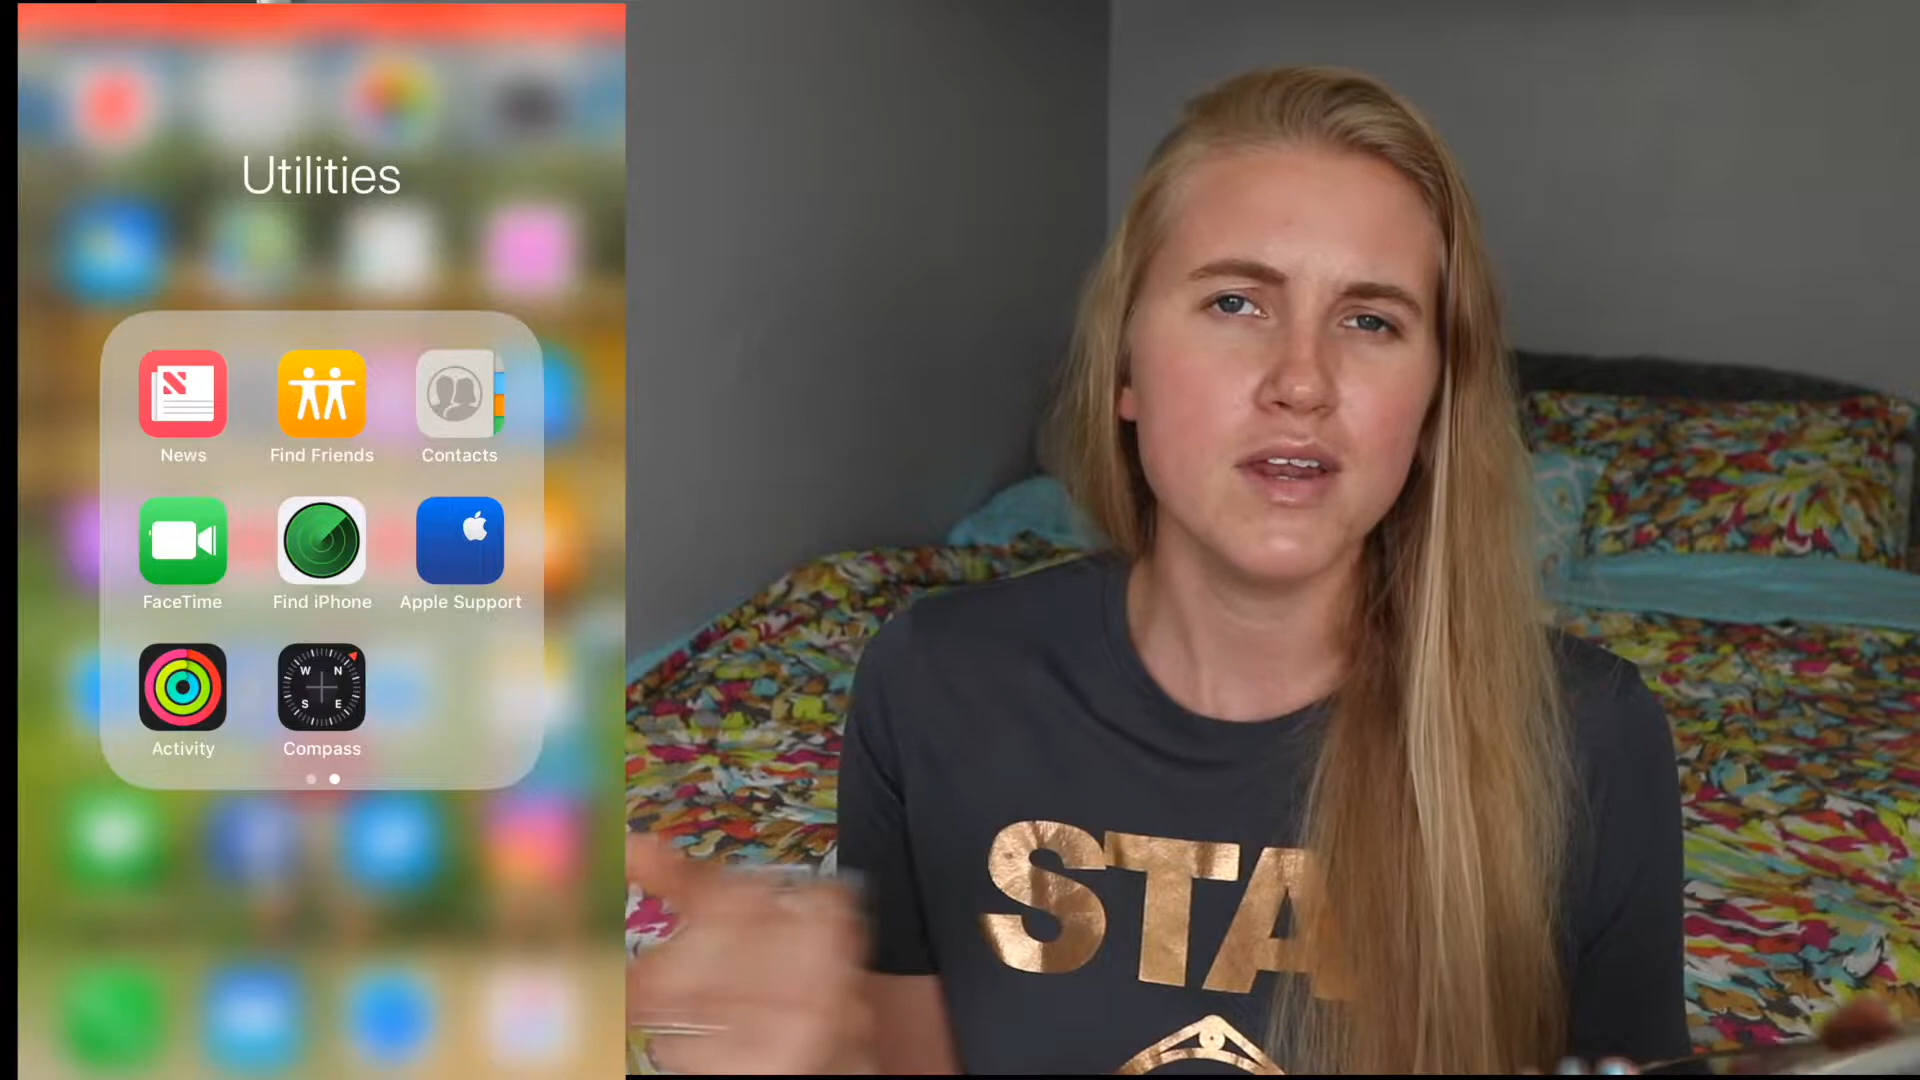 Utilities
News Find Friends Contacts
FaceTime Find iPhone Apple Support
W N
S E
Activity Compass
STA